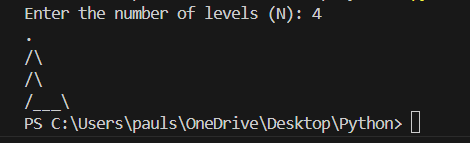 Enter the number of levels (N): 4
.
/\
/\
/___\
PS C:\Users\pauls\OneDrive\Desktop\Python>